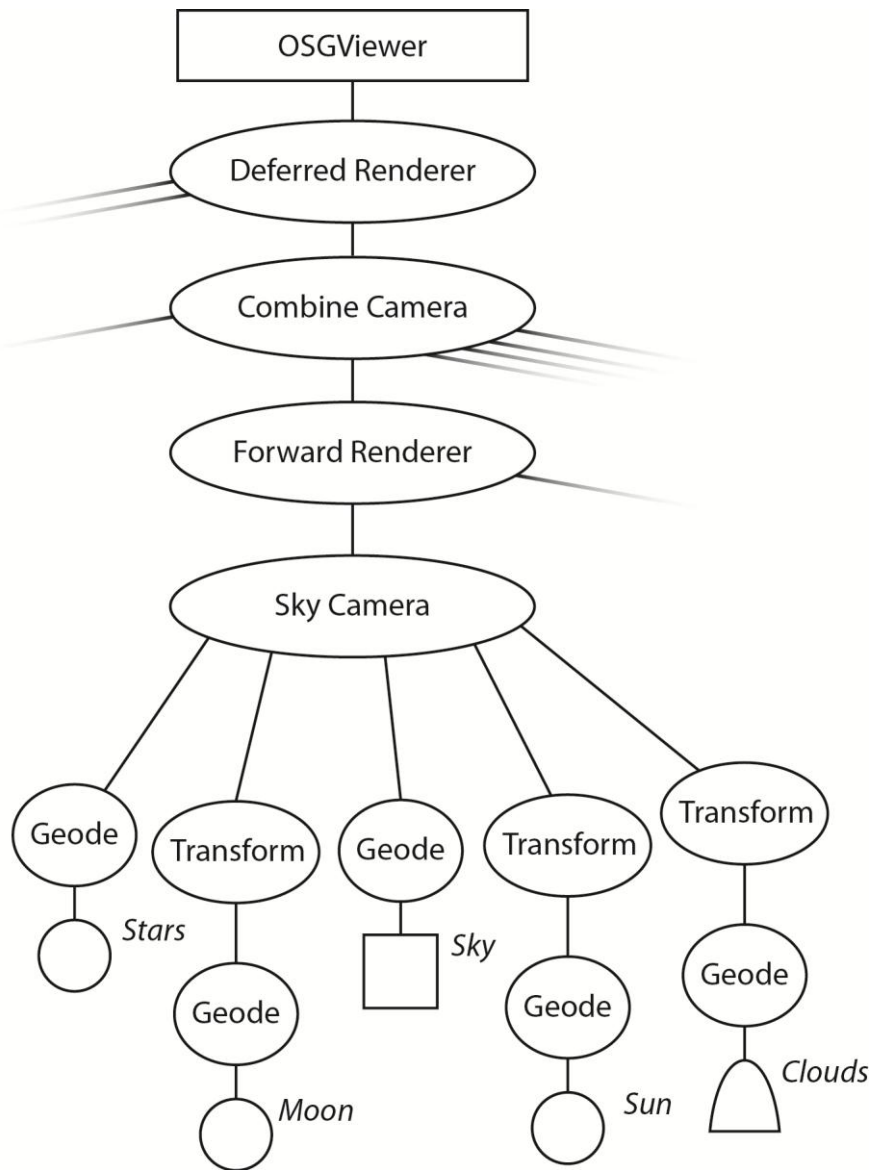 OSGViewer
Deferred Renderer
Combine Camera
Forward Renderer
Sky Camera
Geode
Transform
Geode
Transform
Transform
Stars
Geode
Moon
Sky
Geode
Sun
Geode
Clouds